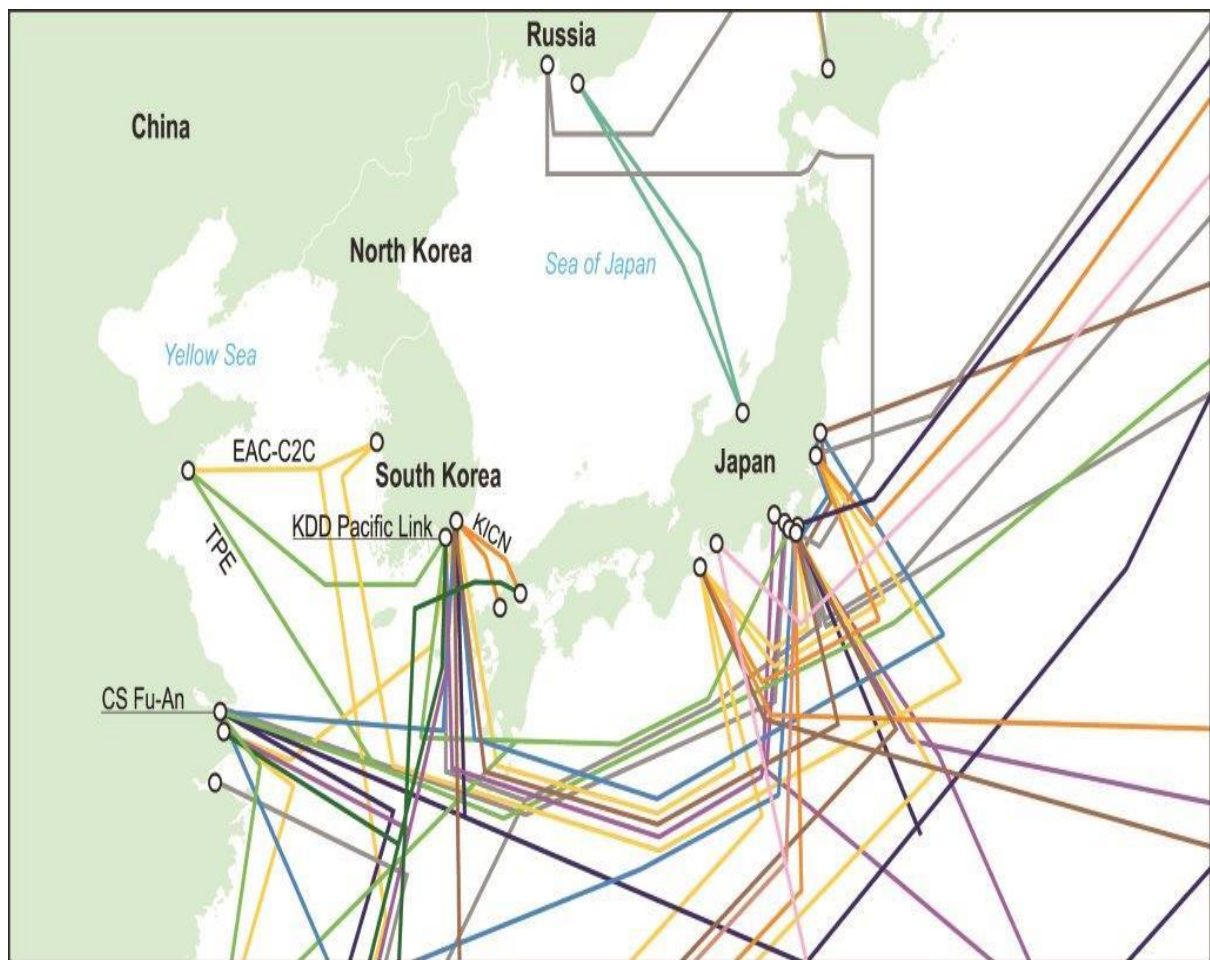 Russia
China
North Korea
Sea of Japan
Yellow Sea
EAC-C2C
South Korea
Japan
KDD Pacific Link
KICN
TPE
CS Fu-An